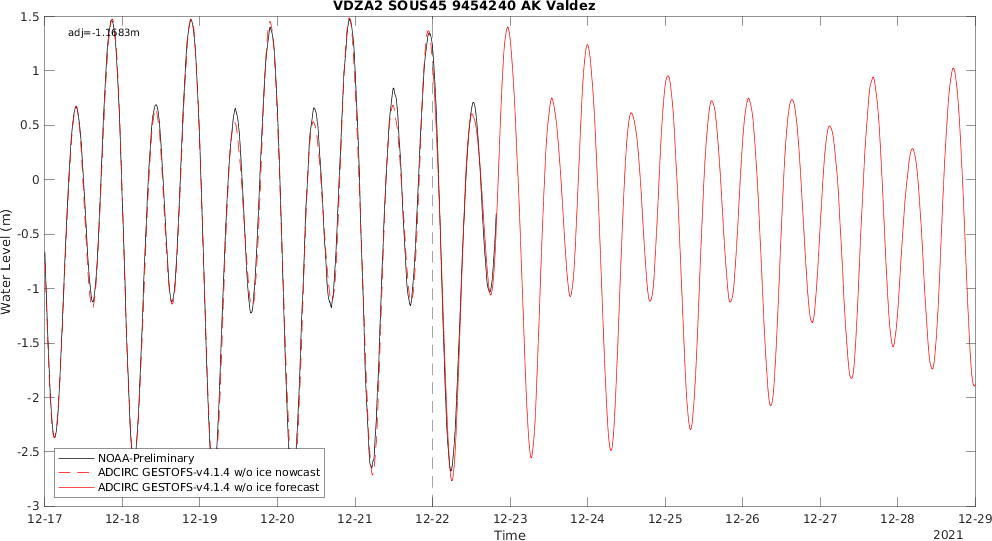 VDZA2 SOUS45 9454240 AK Valdez
adj=-1.1683m
Water Level (m)
1.5
1
0.5
0
-0.5
-1
-1.5
-2
-2.5
-3
NOAA-Preliminary
ADCIRC GESTOFS-v4.1.4 w/o ice nowcast
ADCIRC GESTOFS-v4.1.4 w/o ice forecast
12-17 12-18 12-19 12-20 12-21 12-22 12-23 12-24 12-25 12-26 12-27 12-28 12-29
Time
2021